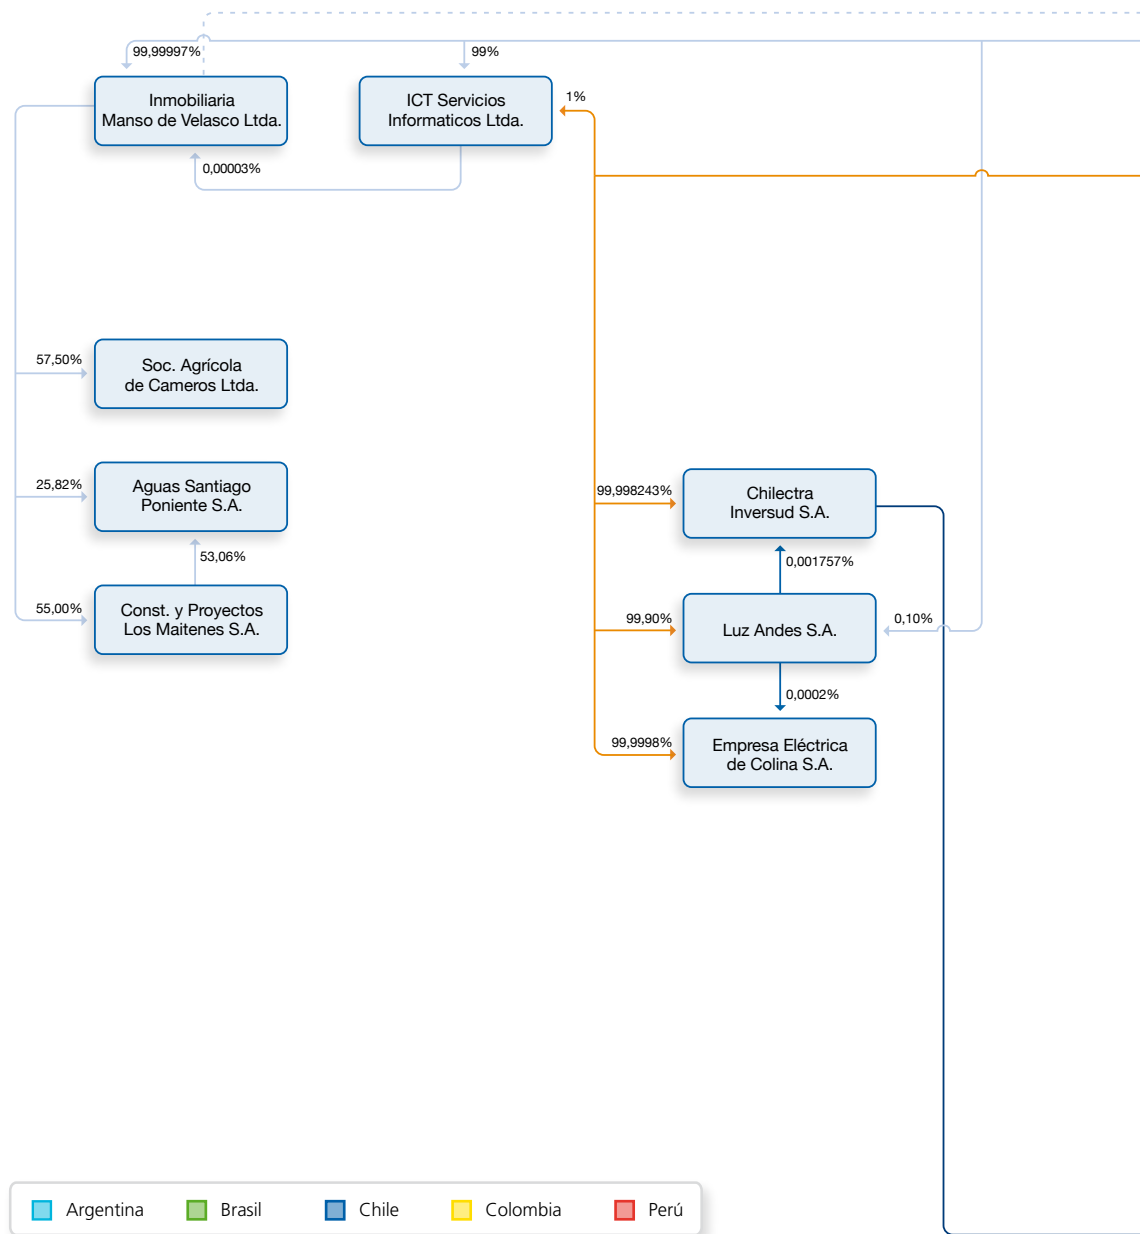 99,99997%
99%
Inmobiliaria
Manso de Velasco Ltda.
ICT Servicios
Informaticos Ltda.
1%
0,00003%
57,50%
Soc. Agrícola
de Cameros Ltda.
25,82%
Aguas Santiago
Poniente S.A.
99,998243%
Chilectra
Inversud S.A.
53,06%
0,001757%
55,00%
Const. y Proyectos
Los Maitenes S.A.
99,90%
Luz Andes S.A.
0,10%
0,0002%
99,9998%
Empresa Eléctrica
de Colina S.A.
Argentina
Brasil
Chile
Colombia
Perú